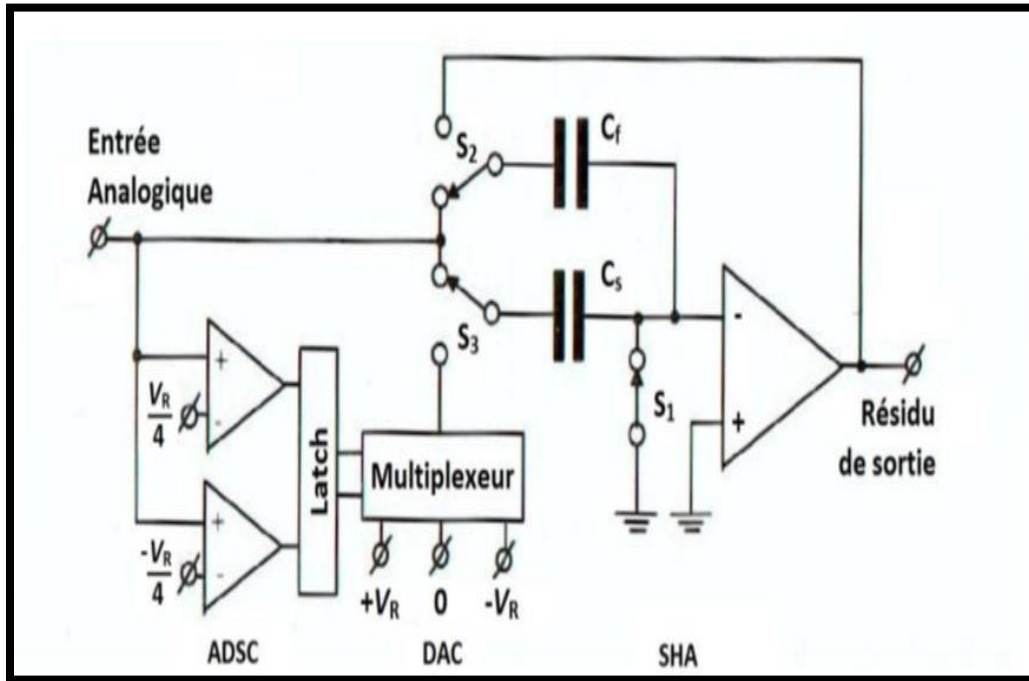 Entrée
Analogique
S2
Cf
Cs
S3
S1
-
+
Résidu
de sortie
+
-
VR
4
+
-
-VR
4
Latch
Multiplexeur
+VR 0 -VR
ADSC DAC SHA